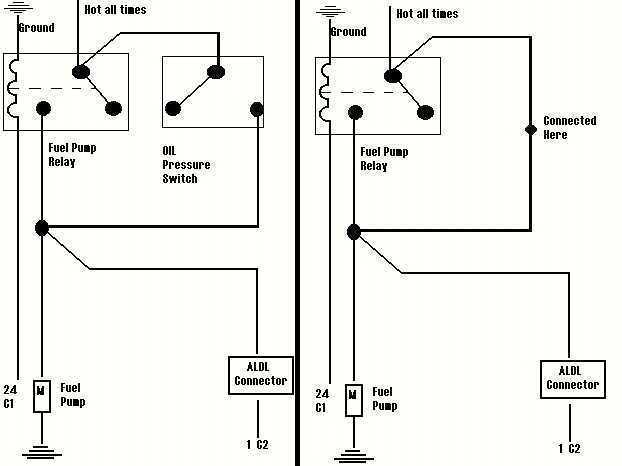 Hot all times
Ground
Fuel Pump
Relay
OIL
Pressure
Switch
ALDL
Connector
24
C1
M
Fuel
Pump
1 C2
Hot all times
Ground
Connected
Here
Fuel Pump
Relay
ALDL
Connector
24
C1
M
Fuel
Pump
1 C2